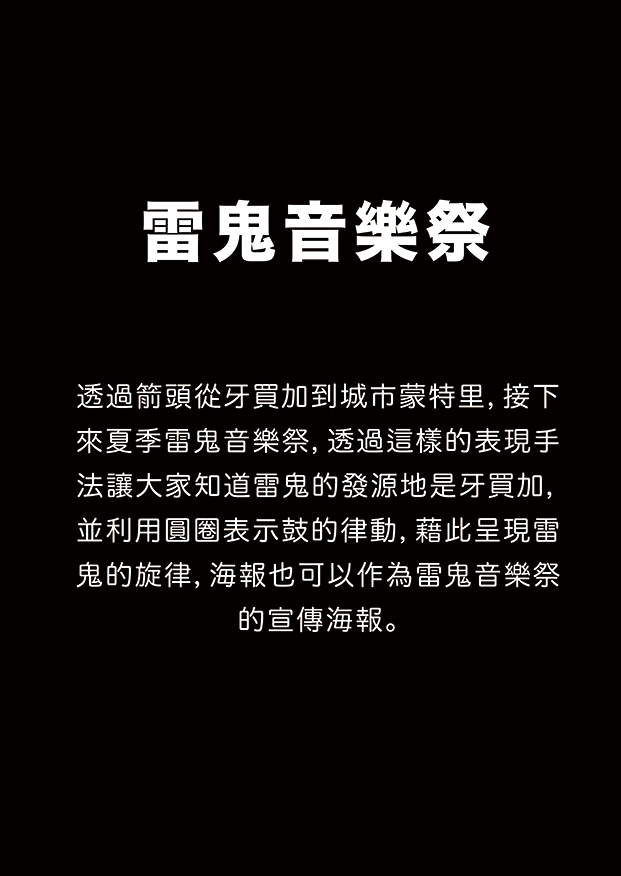 雷鬼音樂祭
透過箭頭從牙買加到城市蒙特里, 接下
來夏季雷鬼音樂祭, 透過這樣的表現手
法讓大家知道雷鬼的發源地是牙買加,
並利用圓圈表示鼓的律動, 藉此呈現雷
鬼的旋律, 海報也可以作為雷鬼音樂祭
的宣傳海報。